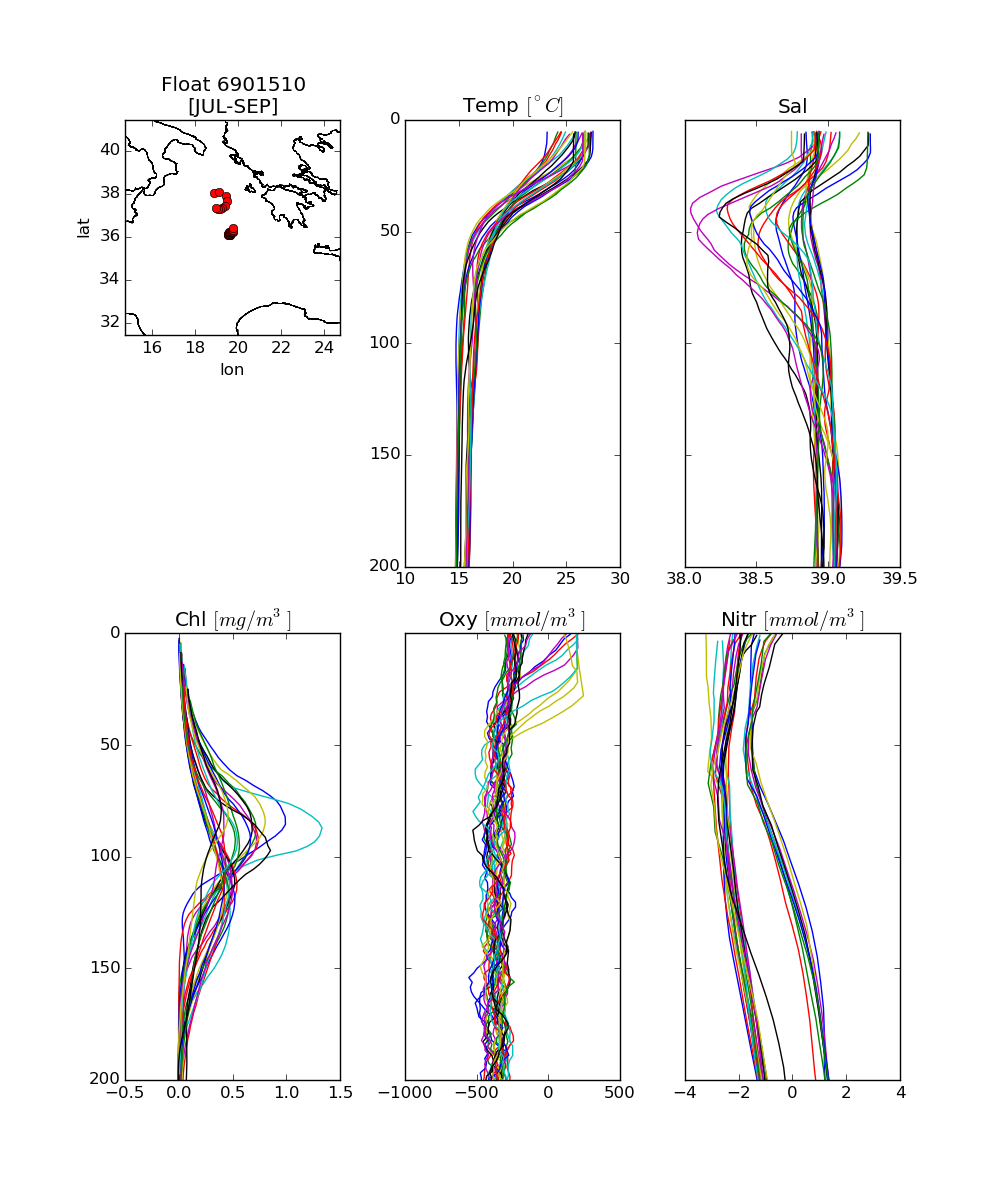 Float 6901510
[JUL-SEP]
40
38
36
34
32
lat
16 18 20 22 24
lon
Temp [°C]
0
50
100
150
200
10 15 20 25 30
Sal
38.0 38.5 39.0 39.5
Chl [mg/m³]
0
50
100
150
200
−0.5 0.0 0.5 1.0 1.5
Oxy [mmol/m³]
−1000 −500 0 500
Nitr [mmol/m³]
−4 −2 0 2 4